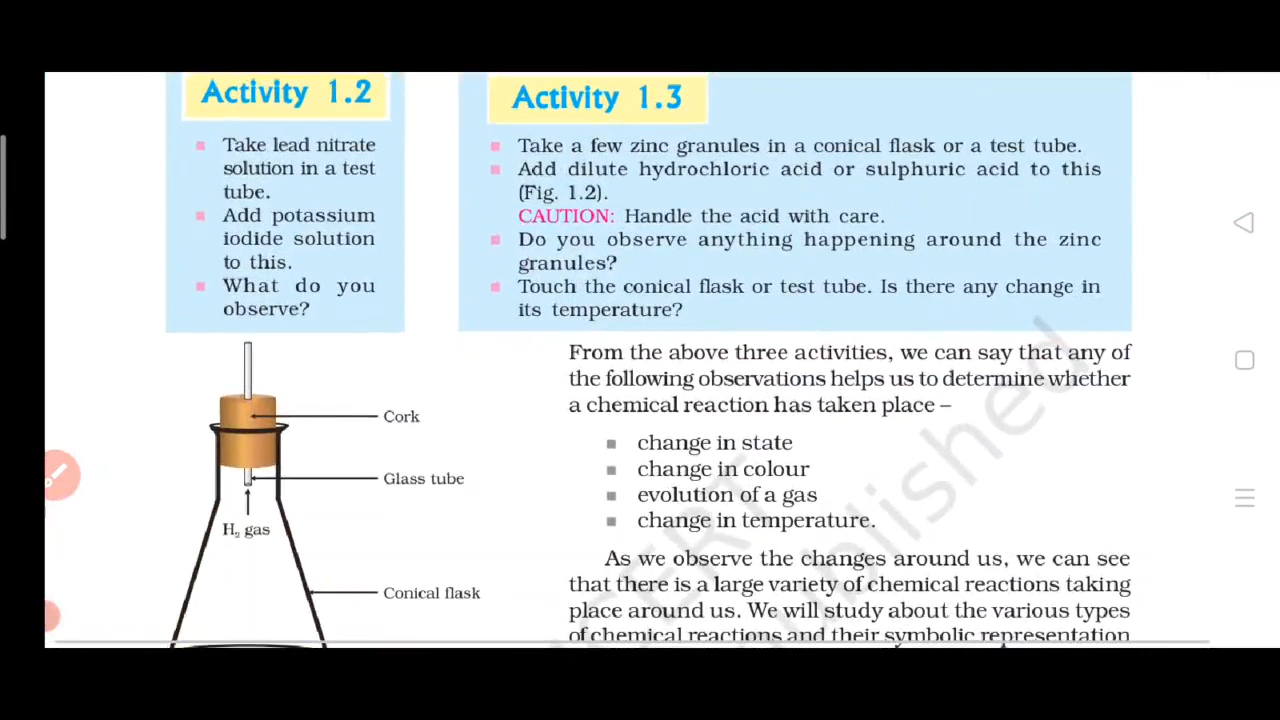 Activity 1.2
Take lead nitrate
solution in a test
tube.
Add potassium
iodide solution
to this.
What do you
observe?
Activity 1.3
Take a few zinc granules in a conical flask or a test tube.
Add dilute hydrochloric acid or sulphuric acid to this
(Fig. 1.2).
CAUTION: Handle the acid with care.
Do you observe anything happening around the zinc
granules?
Touch the conical flask or test tube. Is there any change in
its temperature?
Cork
Glass tube
H₂ gas
Conical flask
From the above three activities, we can say that any of
the following observations helps us to determine whether
a chemical reaction has taken place –
change in state
change in colour
evolution of a gas
change in temperature.
As we observe the changes around us, we can see
that there is a large variety of chemical reactions taking
place around us. We will study about the various types
of chemical reactions and their symbolic representation